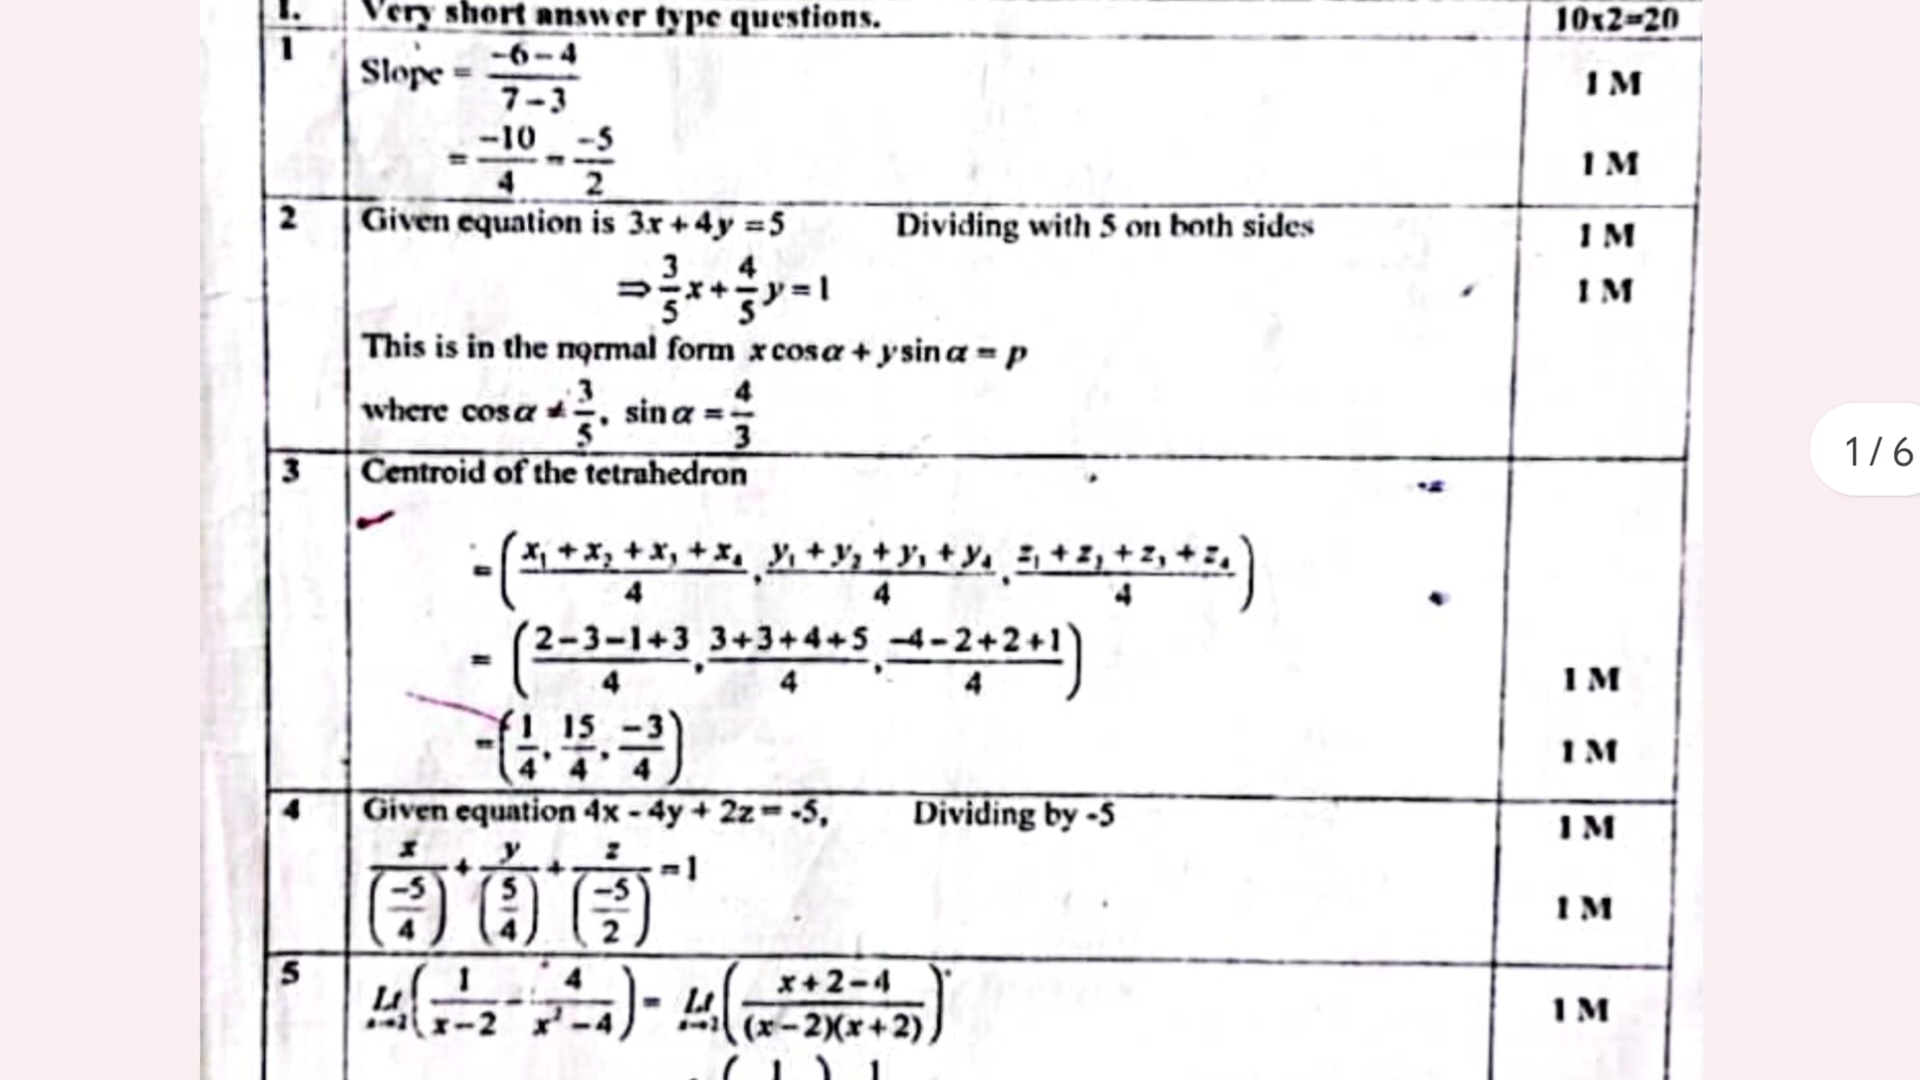 I. Very short answer type questions. 10x2=20
1 Slope = (-6-4)/(7-3) 1 M
= -10/4 = -5/2 1 M
2 Given equation is 3x+4y=5 Dividing with 5 on both sides 1 M
⇒ 3/5 x + 4/5 y = 1 1 M
This is in the normal form x cos α + y sin α = p
where cos α = 3/5, sin α = 4/3
3 Centroid of the tetrahedron
= ((x₁+x₂+x₃+x₄)/4, (y₁+y₂+y₃+y₄)/4, (z₁+z₂+z₃+z₄)/4)
= ((2-3-1+3)/4, (3+3+4+5)/4, (-4-2+2+1)/4) 1 M
= (1/4, 15/4, -3/4) 1 M
4 Given equation 4x - 4y + 2z = -5, Dividing by -5 1 M
x/(-5/4) + y/(5/4) + z/(-5/2) = 1 1 M
5 Lt x→2 (1/(x-2) - 4/(x²-4)) = Lt x→2 ((x+2-4)/((x-2)(x+2))) 1 M
1/6